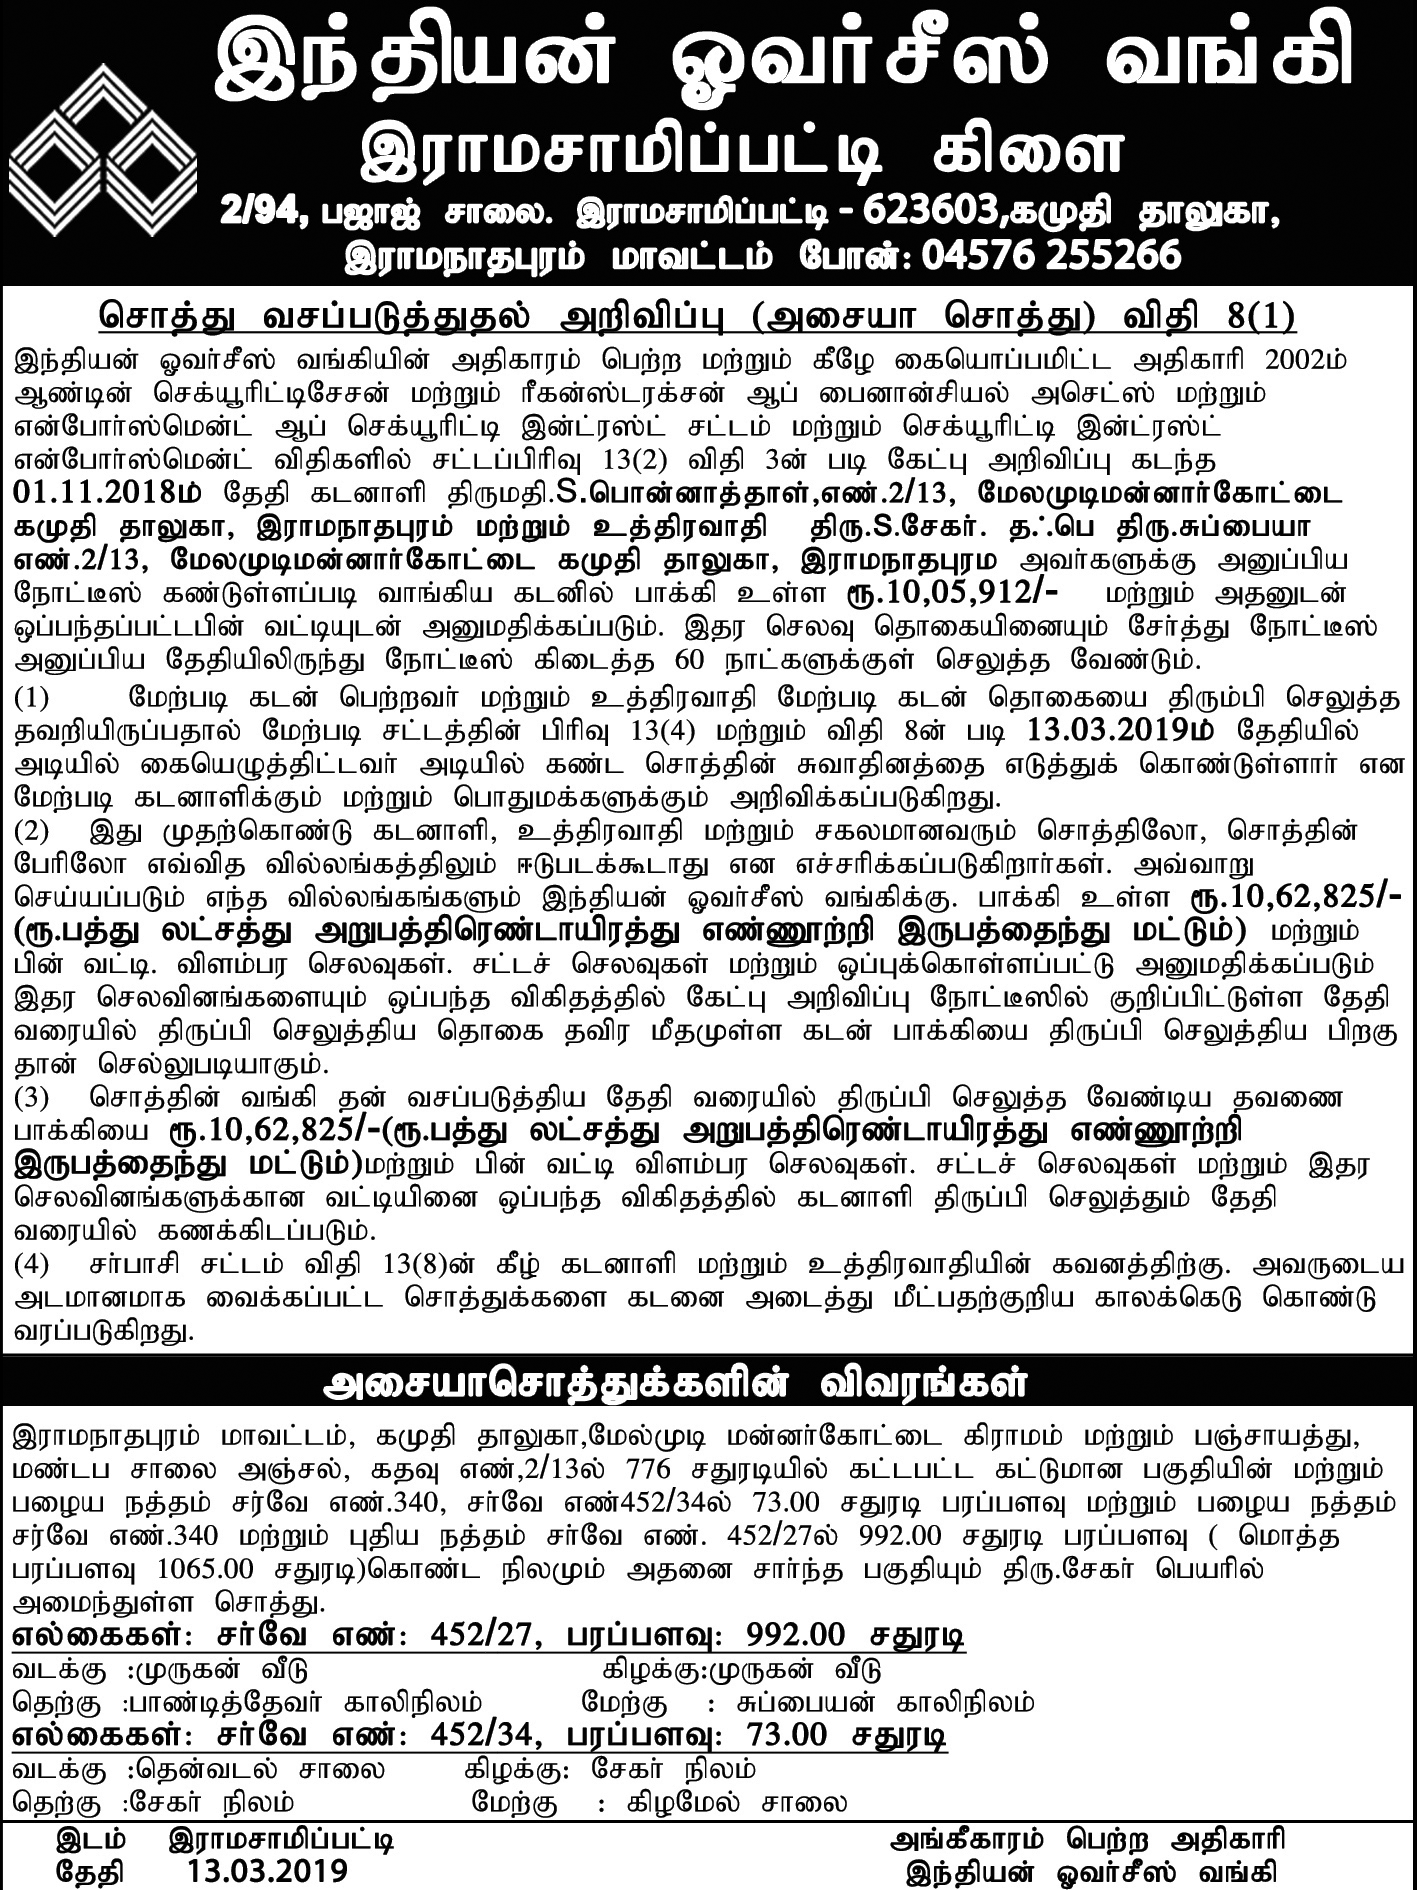 இந்தியன் ஓவர்சீஸ் வங்கி
இராமசாமிப்பட்டி கிளை
2/94, பஜாஜ் சாலை. இராமசாமிப்பட்டி - 623603,கமுதி தாலுகா,
இராமநாதபுரம் மாவட்டம் போன்: 04576 255266
சொத்து வசப்படுத்துதல் அறிவிப்பு (அசையா சொத்து) விதி 8(1)
இந்தியன் ஓவர்சீஸ் வங்கியின் அதிகாரம் பெற்ற மற்றும் கீழே கையொப்பமிட்ட அதிகாரி 2002ம்
ஆண்டின் செக்யூரிட்டிசேசன் மற்றும் ரீகன்ஸ்டரக்சன் ஆப் பைனான்சியல் அசெட்ஸ் மற்றும்
என்போர்ஸ்மென்ட் ஆப் செக்யூரிட்டி இன்ட்ரஸ்ட் சட்டம் மற்றும் செக்யூரிட்டி இன்ட்ரஸ்ட்
என்போர்ஸ்மென்ட் விதிகளில் சட்டப்பிரிவு 13(2) விதி 3ன் படி கேட்பு அறிவிப்பு கடந்த
01.11.2018ம் தேதி கடனாளி திருமதி.S.பொன்னாத்தாள்,எண்.2/13, மேலமுடிமன்னார்கோட்டை
கமுதி தாலுகா, இராமநாதபுரம் மற்றும் உத்திரவாதி திரு.S.சேகர். த/பெ திரு.சுப்பையா
எண்.2/13, மேலமுடிமன்னார்கோட்டை கமுதி தாலுகா, இராமநாதபுரம அவர்களுக்கு அனுப்பிய
நோட்டீஸ் கண்டுள்ளப்படி வாங்கிய கடனில் பாக்கி உள்ள ரூ.10,05,912/- மற்றும் அதனுடன்
ஒப்பந்தப்பட்டபின் வட்டியுடன் அனுமதிக்கப்படும். இதர செலவு தொகையினையும் சேர்த்து நோட்டீஸ்
அனுப்பிய தேதியிலிருந்து நோட்டீஸ் கிடைத்த 60 நாட்களுக்குள் செலுத்த வேண்டும்.
(1) மேற்படி கடன் பெற்றவர் மற்றும் உத்திரவாதி மேற்படி கடன் தொகையை திரும்பி செலுத்த
தவறியிருப்பதால் மேற்படி சட்டத்தின் பிரிவு 13(4) மற்றும் விதி 8ன் படி 13.03.2019ம் தேதியில்
அடியில் கையெழுத்திட்டவர் அடியில் கண்ட சொத்தின் சுவாதினத்தை எடுத்துக் கொண்டுள்ளார் என
மேற்படி கடனாளிக்கும் மற்றும் பொதுமக்களுக்கும் அறிவிக்கப்படுகிறது.
(2) இது முதற்கொண்டு கடனாளி, உத்திரவாதி மற்றும் சகலமானவரும் சொத்திலோ, சொத்தின்
பேரிலோ எவ்வித வில்லங்கத்திலும் ஈடுபடக்கூடாது என எச்சரிக்கப்படுகிறார்கள். அவ்வாறு
செய்யப்படும் எந்த வில்லங்கங்களும் இந்தியன் ஓவர்சீஸ் வங்கிக்கு. பாக்கி உள்ள ரூ.10,62,825/-
(ரூ.பத்து லட்சத்து அறுபத்திரெண்டாயிரத்து எண்ணூற்றி இருபத்தைந்து மட்டும்) மற்றும்
பின் வட்டி. விளம்பர செலவுகள். சட்டச் செலவுகள் மற்றும் ஒப்புக்கொள்ளப்பட்டு அனுமதிக்கப்படும்
இதர செலவினங்களையும் ஒப்பந்த விகிதத்தில் கேட்பு அறிவிப்பு நோட்டீஸில் குறிப்பிட்டுள்ள தேதி
வரையில் திருப்பி செலுத்திய தொகை தவிர மீதமுள்ள கடன் பாக்கியை திருப்பி செலுத்திய பிறகு
தான் செல்லுபடியாகும்.
(3) சொத்தின் வங்கி தன் வசப்படுத்திய தேதி வரையில் திருப்பி செலுத்த வேண்டிய தவணை
பாக்கியை ரூ.10,62,825/-(ரூ.பத்து லட்சத்து அறுபத்திரெண்டாயிரத்து எண்ணூற்றி
இருபத்தைந்து மட்டும்)மற்றும் பின் வட்டி விளம்பர செலவுகள். சட்டச் செலவுகள் மற்றும் இதர
செலவினங்களுக்கான வட்டியினை ஒப்பந்த விகிதத்தில் கடனாளி திருப்பி செலுத்தும் தேதி
வரையில் கணக்கிடப்படும்.
(4) சர்பாசி சட்டம் விதி 13(8)ன் கீழ் கடனாளி மற்றும் உத்திரவாதியின் கவனத்திற்கு. அவருடைய
அடமானமாக வைக்கப்பட்ட சொத்துக்களை கடனை அடைத்து மீட்பதற்குறிய காலக்கெடு கொண்டு
வரப்படுகிறது.
அசையாசொத்துக்களின் விவரங்கள்
இராமநாதபுரம் மாவட்டம், கமுதி தாலுகா,மேல்முடி மன்னர்கோட்டை கிராமம் மற்றும் பஞ்சாயத்து,
மண்டப சாலை அஞ்சல், கதவு எண்,2/13ல் 776 சதுரடியில் கட்டபட்ட கட்டுமான பகுதியின் மற்றும்
பழைய நத்தம் சர்வே எண்.340, சர்வே எண்452/34ல் 73.00 சதுரடி பரப்பளவு மற்றும் பழைய நத்தம்
சர்வே எண்.340 மற்றும் புதிய நத்தம் சர்வே எண். 452/27ல் 992.00 சதுரடி பரப்பளவு ( மொத்த
பரப்பளவு 1065.00 சதுரடி)கொண்ட நிலமும் அதனை சார்ந்த பகுதியும் திரு.சேகர் பெயரில்
அமைந்துள்ள சொத்து.
எல்கைகள்: சர்வே எண்: 452/27, பரப்பளவு: 992.00 சதுரடி
வடக்கு :முருகன் வீடு கிழக்கு:முருகன் வீடு
தெற்கு :பாண்டித்தேவர் காலிநிலம் மேற்கு : சுப்பையன் காலிநிலம்
எல்கைகள்: சர்வே எண்: 452/34, பரப்பளவு: 73.00 சதுரடி
வடக்கு :தென்வடல் சாலை கிழக்கு: சேகர் நிலம்
தெற்கு :சேகர் நிலம் மேற்கு : கிழமேல் சாலை
இடம் இராமசாமிப்பட்டி அங்கீகாரம் பெற்ற அதிகாரி
தேதி 13.03.2019 இந்தியன் ஓவர்சீஸ் வங்கி